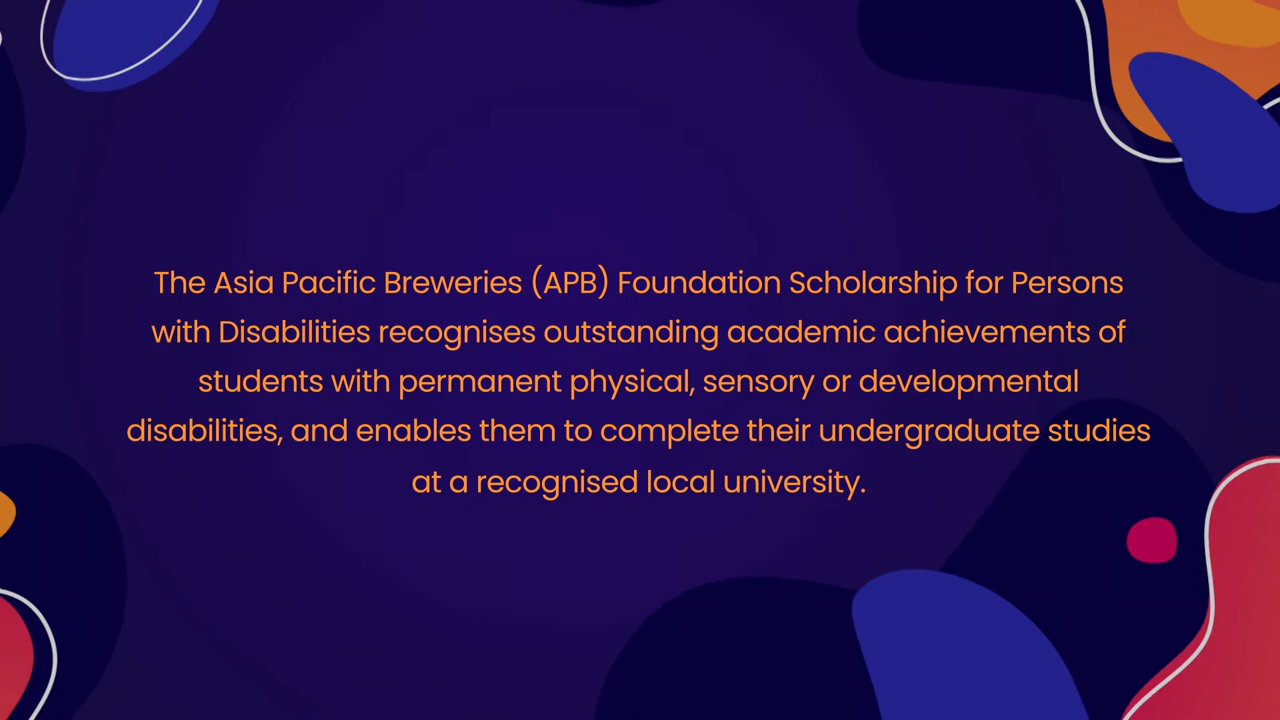 The Asia Pacific Breweries (APB) Foundation Scholarship for Persons
with Disabilities recognises outstanding academic achievements of
students with permanent physical, sensory or developmental
disabilities, and enables them to complete their undergraduate studies
at a recognised local university.